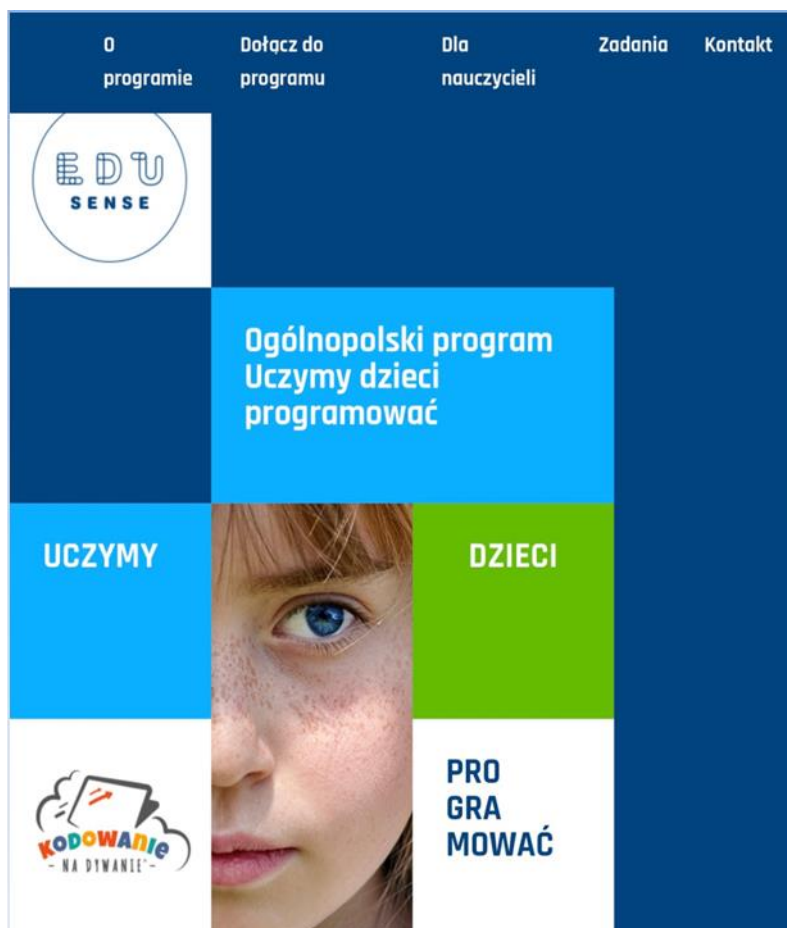 O programie
Dołącz do programu
Dla nauczycieli
Zadania
Kontakt
EDU
SENSE
Ogólnopolski program
Uczymy dzieci
programować
UCZYMY
DZIECI
KODOWANIE
- NA DYWANIE -
PRO
GRA
MOWAĆ